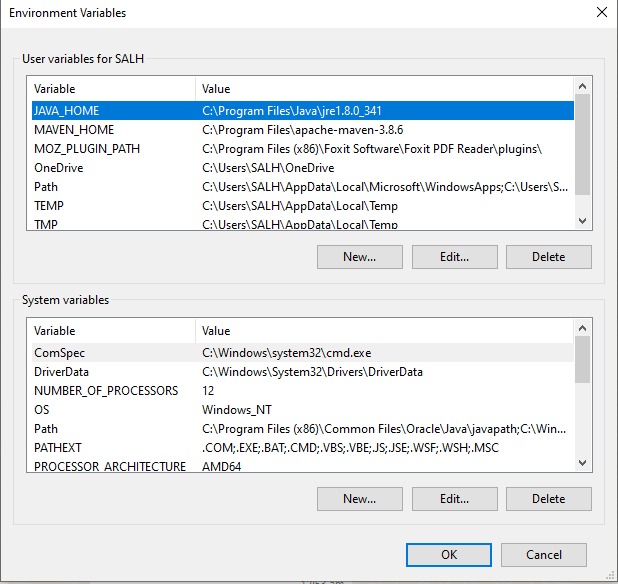 Environment Variables
User variables for SALH
Variable Value
JAVA_HOME C:\Program Files\Java\jre1.8.0_341
MAVEN_HOME C:\Program Files\apache-maven-3.8.6
MOZ_PLUGIN_PATH C:\Program Files (x86)\Foxit Software\Foxit PDF Reader\plugins\
OneDrive C:\Users\SALH\OneDrive
Path C:\Users\SALH\AppData\Local\Microsoft\WindowsApps;C:\Users\S...
TEMP C:\Users\SALH\AppData\Local\Temp
TMP C:\Users\SALH\AppData\Local\Temp
New... Edit... Delete
System variables
Variable Value
ComSpec C:\Windows\system32\cmd.exe
DriverData C:\Windows\System32\Drivers\DriverData
NUMBER_OF_PROCESSORS 12
OS Windows_NT
Path C:\Program Files (x86)\Common Files\Oracle\Java\javapath;C:\Win...
PATHEXT .COM;.EXE;.BAT;.CMD;.VBS;.VBE;.JS;.JSE;.WSF;.WSH;.MSC
PROCESSOR_ARCHITECTURE AMD64
New... Edit... Delete
OK Cancel